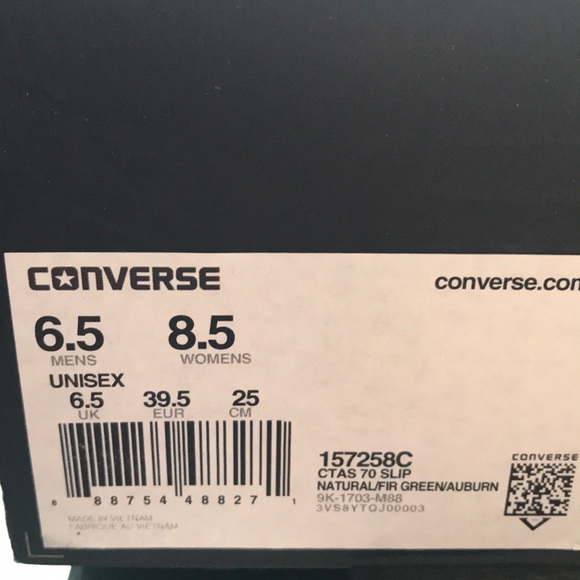 CONVERSE
converse.com
6.5 8.5
MENS WOMENS
UNISEX
6.5 39.5 25
UK EUR CM
8 88754 48827 1
157258C
CTAS 70 SLIP
NATURAL/FIR GREEN/AUBURN
9K-1703-M88
3VS8YTQJ00003
CONVERSE
MADE IN VIETNAM
FABRIQUE AU VIETNAM